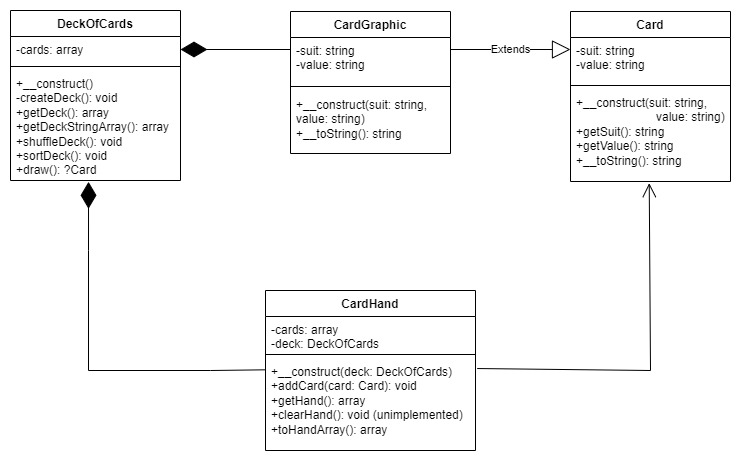 DeckOfCards
-cards: array
+__construct()
-createDeck(): void
+getDeck(): array
+getDeckStringArray(): array
+shuffleDeck(): void
+sortDeck(): void
+draw(): ?Card
CardGraphic
-suit: string
-value: string
+__construct(suit: string,
value: string)
+__toString(): string
Extends
Card
-suit: string
-value: string
+__construct(suit: string,
value: string)
+getSuit(): string
+getValue(): string
+__toString(): string
CardHand
-cards: array
-deck: DeckOfCards
+__construct(deck: DeckOfCards)
+addCard(card: Card): void
+getHand(): array
+clearHand(): void (unimplemented)
+toHandArray(): array